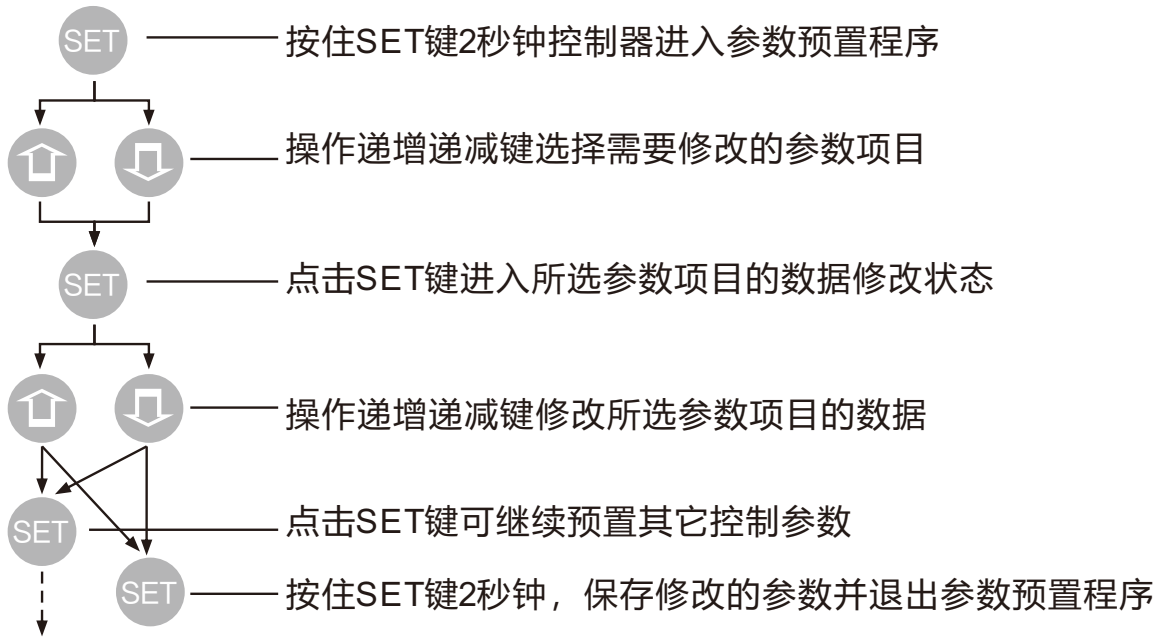 SET
按住SET键2秒钟控制器进入参数预置程序
操作递增递减键选择需要修改的参数项目
SET
点击SET键进入所选参数项目的数据修改状态
操作递增递减键修改所选参数项目的数据
SET
点击SET键可继续预置其它控制参数
SET
按住SET键2秒钟，保存修改的参数并退出参数预置程序